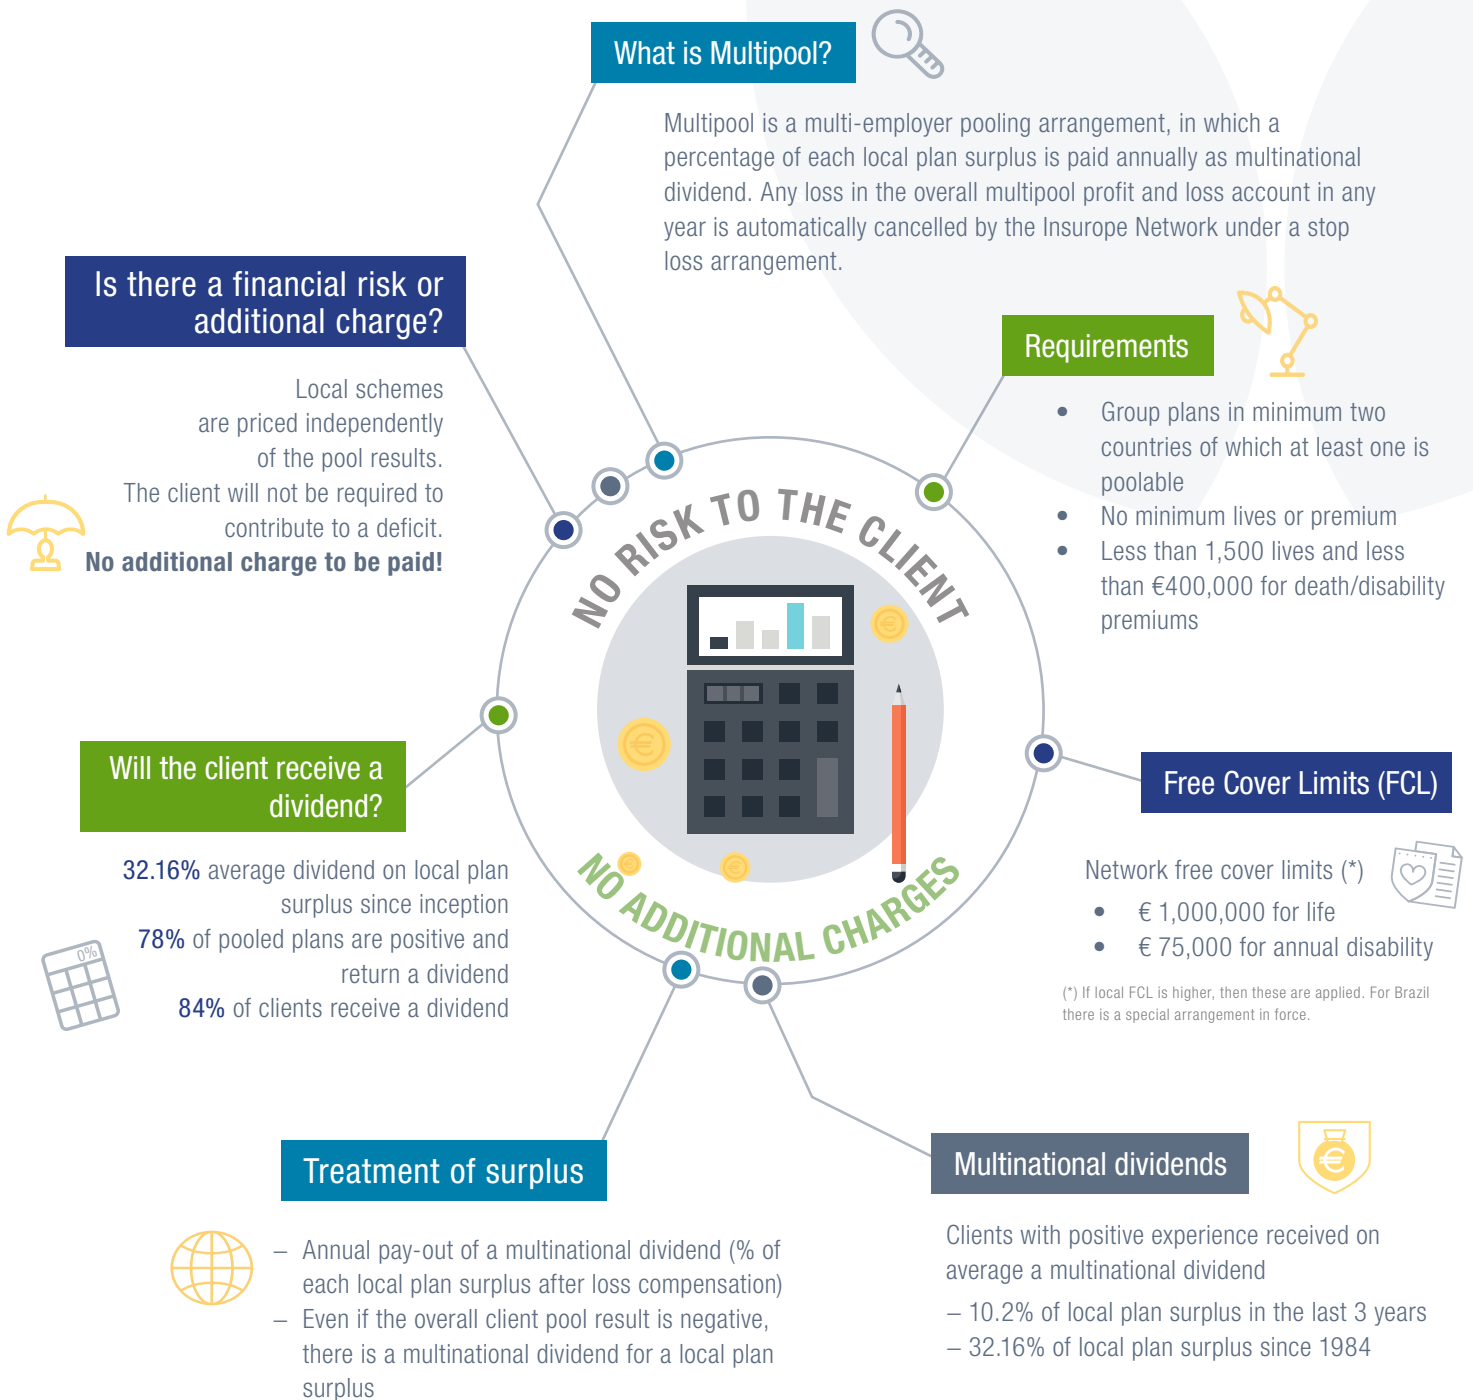 What is Multipool?
Multipool is a multi-employer pooling arrangement, in which a
percentage of each local plan surplus is paid annually as multinational
dividend. Any loss in the overall multipool profit and loss account in any
year is automatically cancelled by the Insurope Network under a stop
loss arrangement.
Is there a financial risk or
additional charge?
Local schemes
are priced independently
of the pool results.
The client will not be required to
contribute to a deficit.
No additional charge to be paid!
Requirements
• Group plans in minimum two
countries of which at least one is
poolable
• No minimum lives or premium
• Less than 1,500 lives and less
than €400,000 for death/disability
premiums
NO RISK TO THE CLIENT
€
€
€
€
NO ADDITIONAL CHARGES
Will the client receive a
dividend?
32.16% average dividend on local plan
surplus since inception
78% of pooled plans are positive and
return a dividend
84% of clients receive a dividend
0%
Free Cover Limits (FCL)
Network free cover limits (*)
• € 1,000,000 for life
• € 75,000 for annual disability
(*) If local FCL is higher, then these are applied. For Brazil
there is a special arrangement in force.
Treatment of surplus
– Annual pay-out of a multinational dividend (% of
each local plan surplus after loss compensation)
– Even if the overall client pool result is negative,
there is a multinational dividend for a local plan
surplus
Multinational dividends
€
Clients with positive experience received on
average a multinational dividend
– 10.2% of local plan surplus in the last 3 years
– 32.16% of local plan surplus since 1984